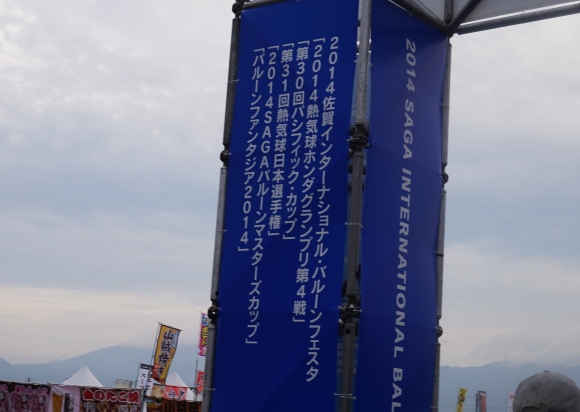 2014佐賀インターナショナル・バルーンフェスタ
「2014熱気球ホンダグランプリ第4戦」
「第30回パシフィック・カップ」
「第31回熱気球日本選手権」
「2014SAGAバルーンマスターズカップ」
「バルーンファンタジア2014」
2014 SAGA INTERNATIONAL BAL
山賊焼き